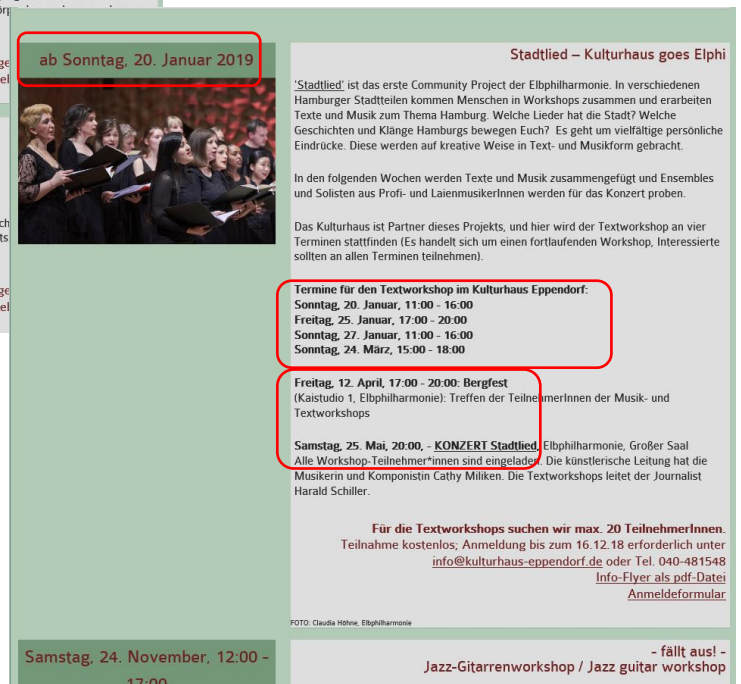 ab Sonntag, 20. Januar 2019
Stadtlied – Kulturhaus goes Elphi
'Stadtlied' ist das erste Community Project der Elbphilharmonie. In verschiedenen
Hamburger Stadtteilen kommen Menschen in Workshops zusammen und erarbeiten
Texte und Musik zum Thema Hamburg. Welche Lieder hat die Stadt? Welche
Geschichten und Klänge Hamburgs bewegen Euch? Es geht um vielfältige persönliche
Eindrücke. Diese werden auf kreative Weise in Text- und Musikform gebracht.
In den folgenden Wochen werden Texte und Musik zusammengefügt und Ensembles
und Solisten aus Profi- und LaienmusikerInnen werden für das Konzert proben.
Das Kulturhaus ist Partner dieses Projekts, und hier wird der Textworkshop an vier
Terminen stattfinden (Es handelt sich um einen fortlaufenden Workshop, Interessierte
sollten an allen Terminen teilnehmen).
Termine für den Textworkshop im Kulturhaus Eppendorf:
Sonntag, 20. Januar, 11:00 - 16:00
Freitag, 25. Januar, 17:00 - 20:00
Sonntag, 27. Januar, 11:00 - 16:00
Sonntag, 24. März, 15:00 - 18:00
Freitag, 12. April, 17:00 - 20:00: Bergfest
(Kaistudio 1, Elbphilharmonie): Treffen der TeilnehmerInnen der Musik- und
Textworkshops
Samstag, 25. Mai, 20:00, - KONZERT Stadtlied, Elbphilharmonie, Großer Saal
Alle Workshop-Teilnehmer*innen sind eingeladen. Die künstlerische Leitung hat die
Musikerin und Komponistin Cathy Miliken. Die Textworkshops leitet der Journalist
Harald Schiller.
Für die Textworkshops suchen wir max. 20 TeilnehmerInnen.
Teilnahme kostenlos; Anmeldung bis zum 16.12.18 erforderlich unter
info@kulturhaus-eppendorf.de oder Tel. 040-481548
Info-Flyer als pdf-Datei
Anmeldeformular
FOTO: Claudia Höhne, Elbphilharmonie
Samstag, 24. November, 12:00 -
17:00
- fällt aus! -
Jazz-Gitarrenworkshop / Jazz guitar workshop